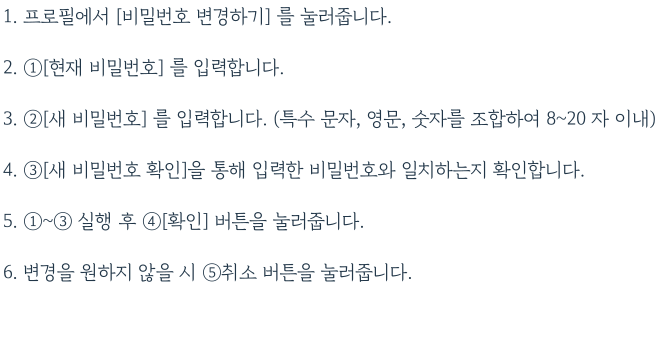 1. 프로필에서 [비밀번호 변경하기] 를 눌러줍니다.
2. ①[현재 비밀번호] 를 입력합니다.
3. ②[새 비밀번호] 를 입력합니다. (특수 문자, 영문, 숫자를 조합하여 8~20 자 이내)
4. ③[새 비밀번호 확인]을 통해 입력한 비밀번호와 일치하는지 확인합니다.
5. ①~③ 실행 후 ④[확인] 버튼을 눌러줍니다.
6. 변경을 원하지 않을 시 ⑤취소 버튼을 눌러줍니다.